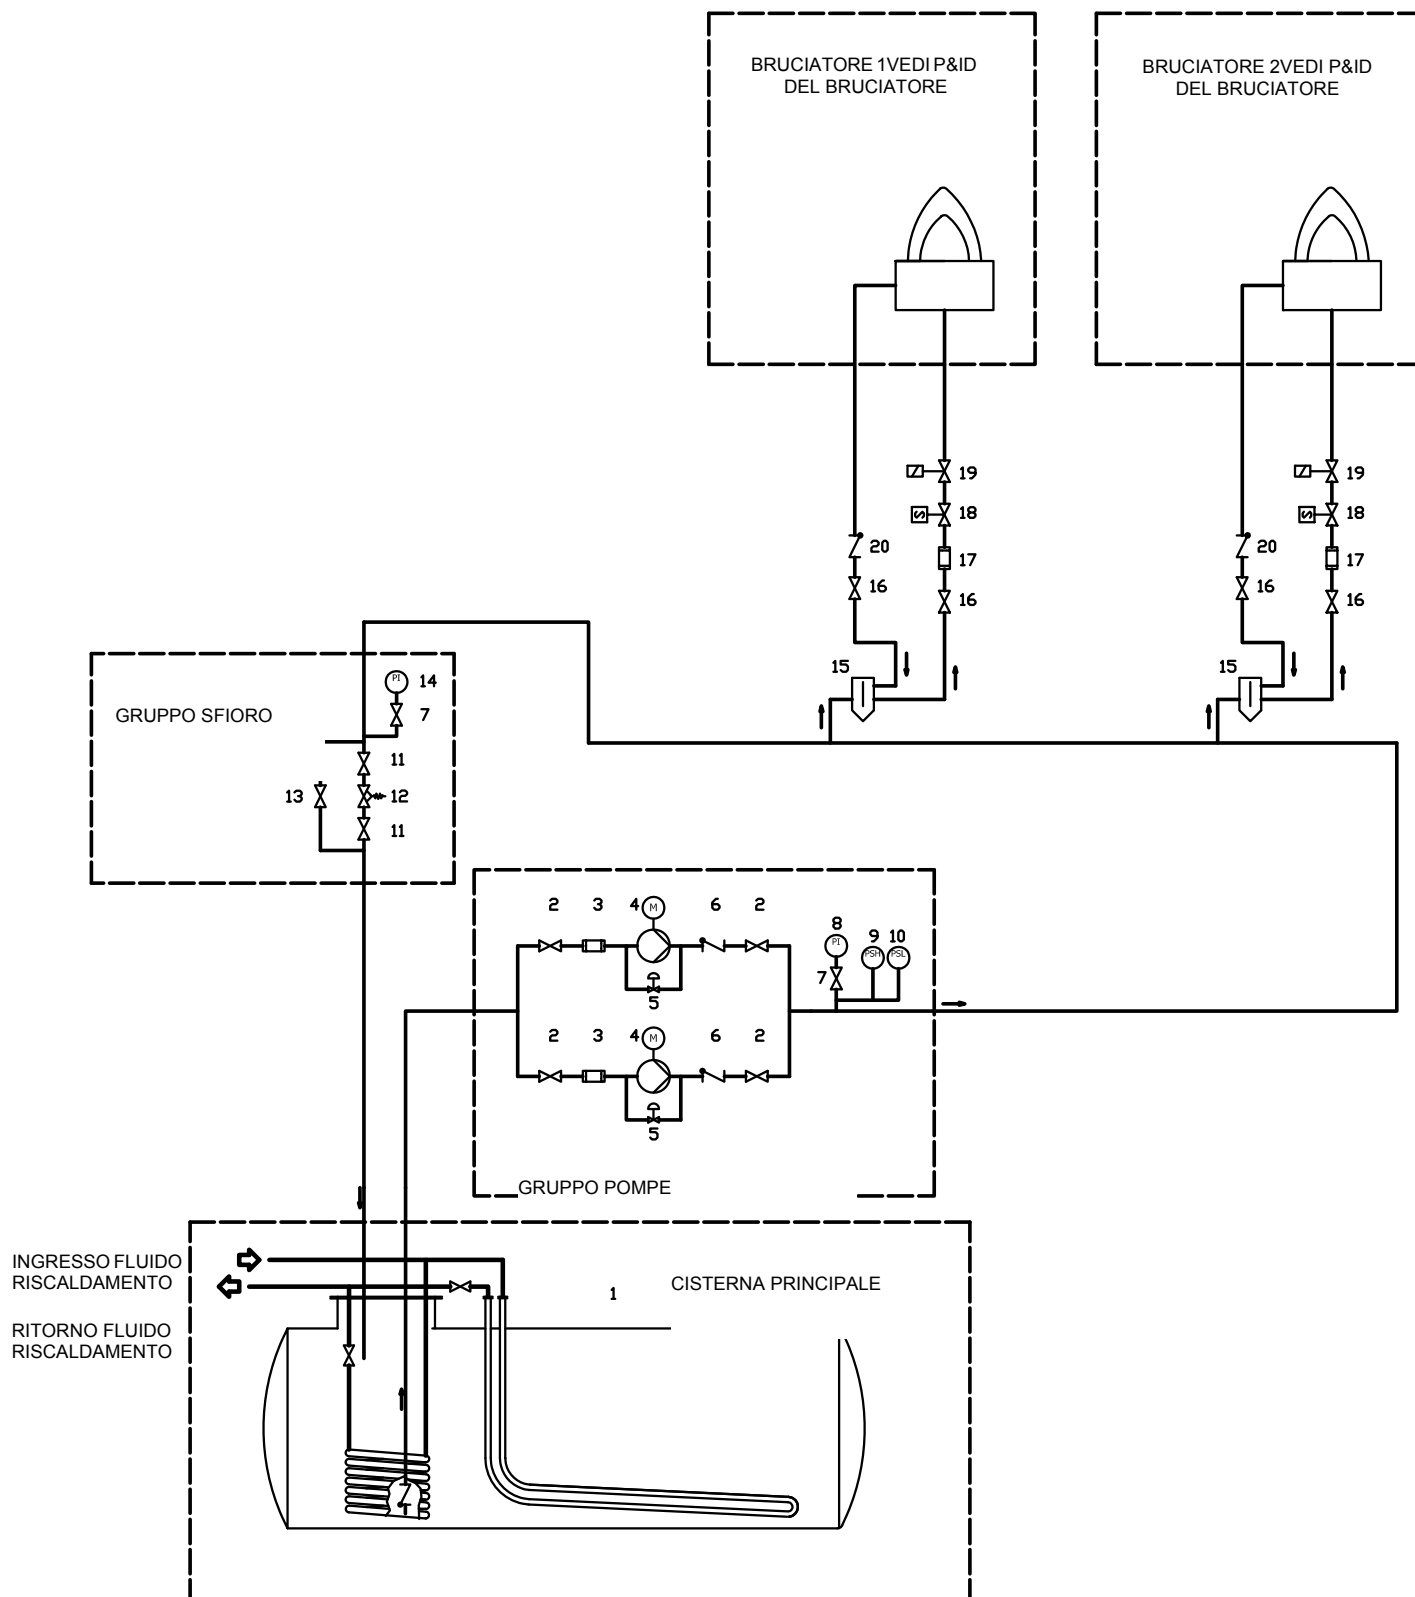 BRUCIATORE 1VEDI P&ID
DEL BRUCIATORE
BRUCIATORE 2VEDI P&ID
DEL BRUCIATORE
19
19
18
18
S
S
20
17
20
17
16
16
16
16
15
15
PI
14
GRUPPO SFIORO
7
11
13
12
11
2
3
4
M
6
2
8
PI
9
10
PSH
PSL
7
5
2
3
4
M
6
2
5
GRUPPO POMPE
INGRESSO FLUIDO
RISCALDAMENTO
1
CISTERNA PRINCIPALE
RITORNO FLUIDO
RISCALDAMENTO